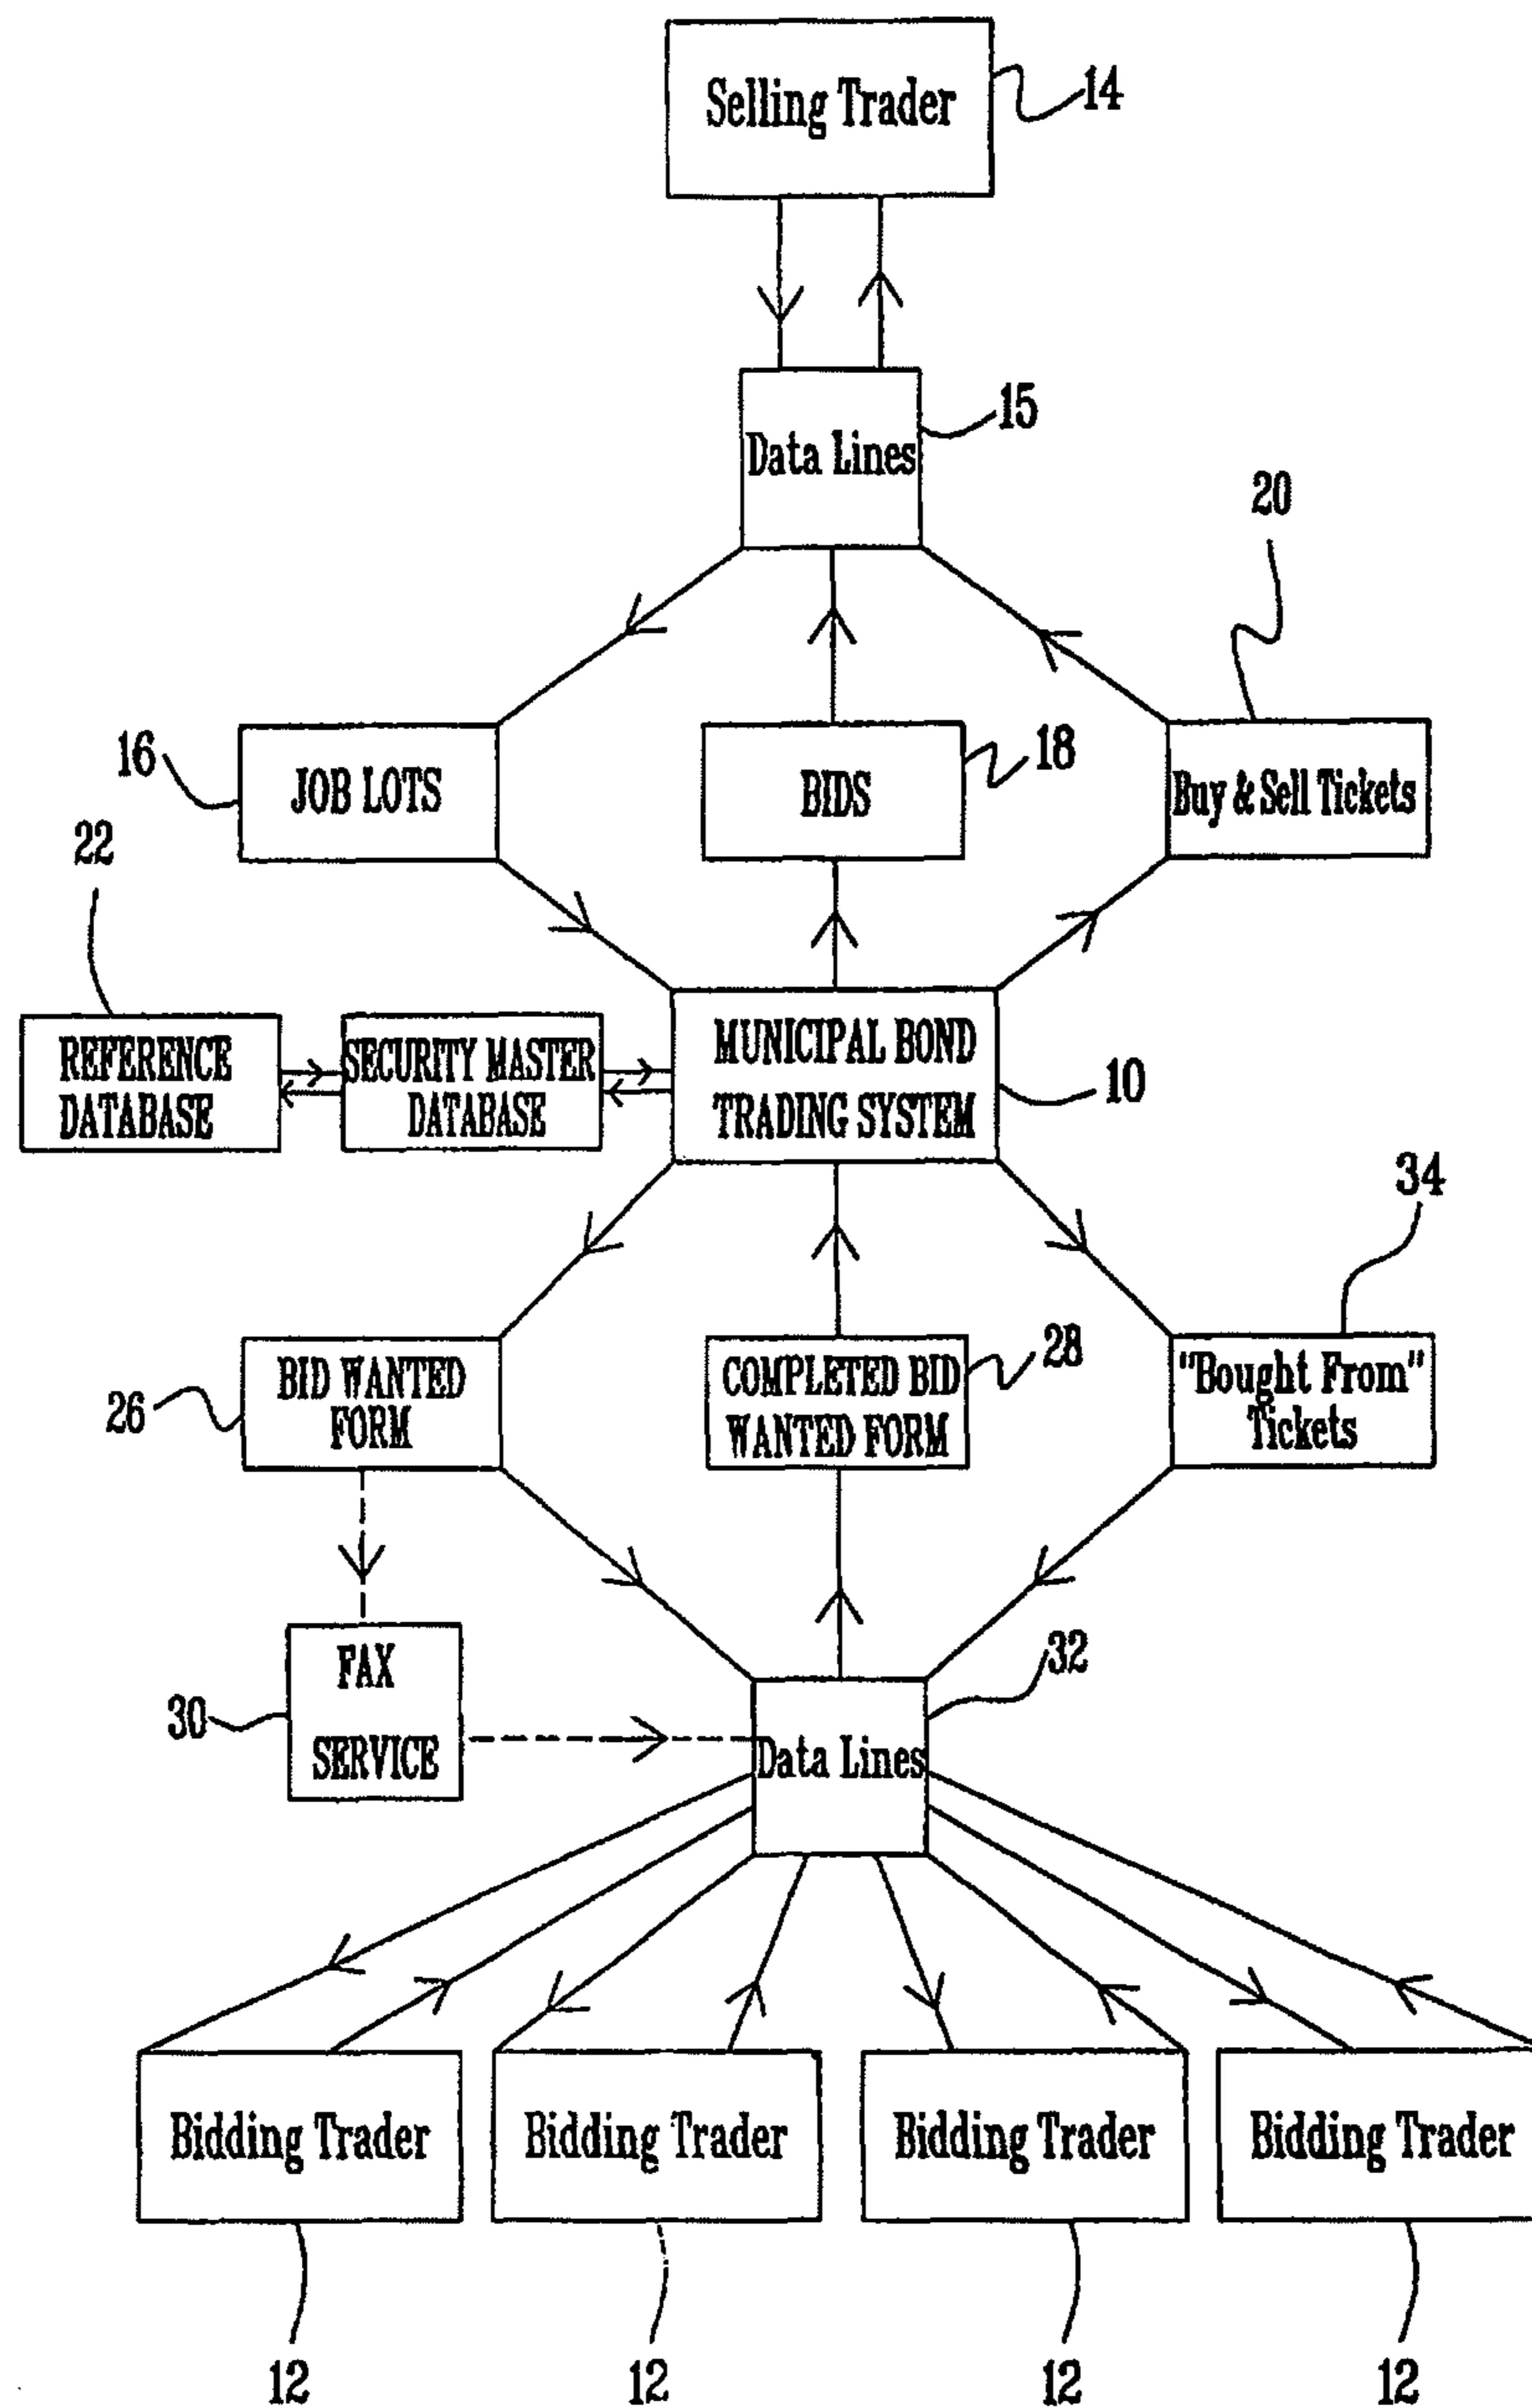 Selling Trader
14
Data Lines
15
20
16
JOB LOTS
BIDS
18
Buy & Sell Tickets
22
REFERENCE
DATABASE
SECURITY MASTER
DATABASE
MUNICIPAL BOND
TRADING SYSTEM
10
34
26
BID WANTED
FORM
COMPLETED BID
WANTED FORM
28
"Bought From"
Tickets
30
FAX
SERVICE
32
Data Lines
Bidding Trader
Bidding Trader
Bidding Trader
Bidding Trader
12
12
12
12